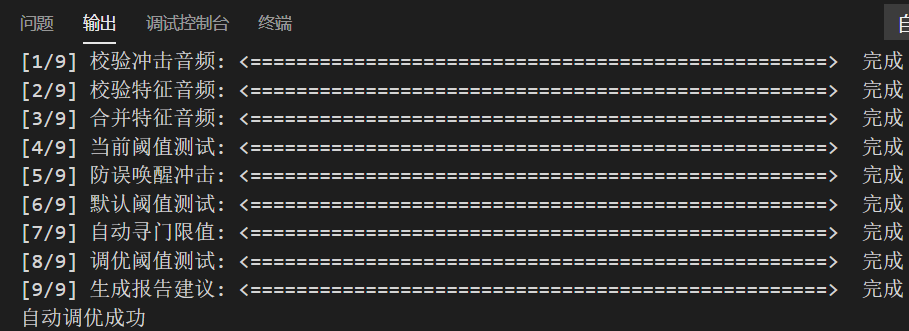 问题 输出 调试控制台 终端 自
[1/9] 校验冲击音频: <==================================================> 完成
[2/9] 校验特征音频: <==================================================> 完成
[3/9] 合并特征音频: <==================================================> 完成
[4/9] 当前阈值测试: <==================================================> 完成
[5/9] 防误唤醒冲击: <==================================================> 完成
[6/9] 默认阈值测试: <==================================================> 完成
[7/9] 自动寻门限值: <==================================================> 完成
[8/9] 调优阈值测试: <==================================================> 完成
[9/9] 生成报告建议: <==================================================> 完成
自动调优成功